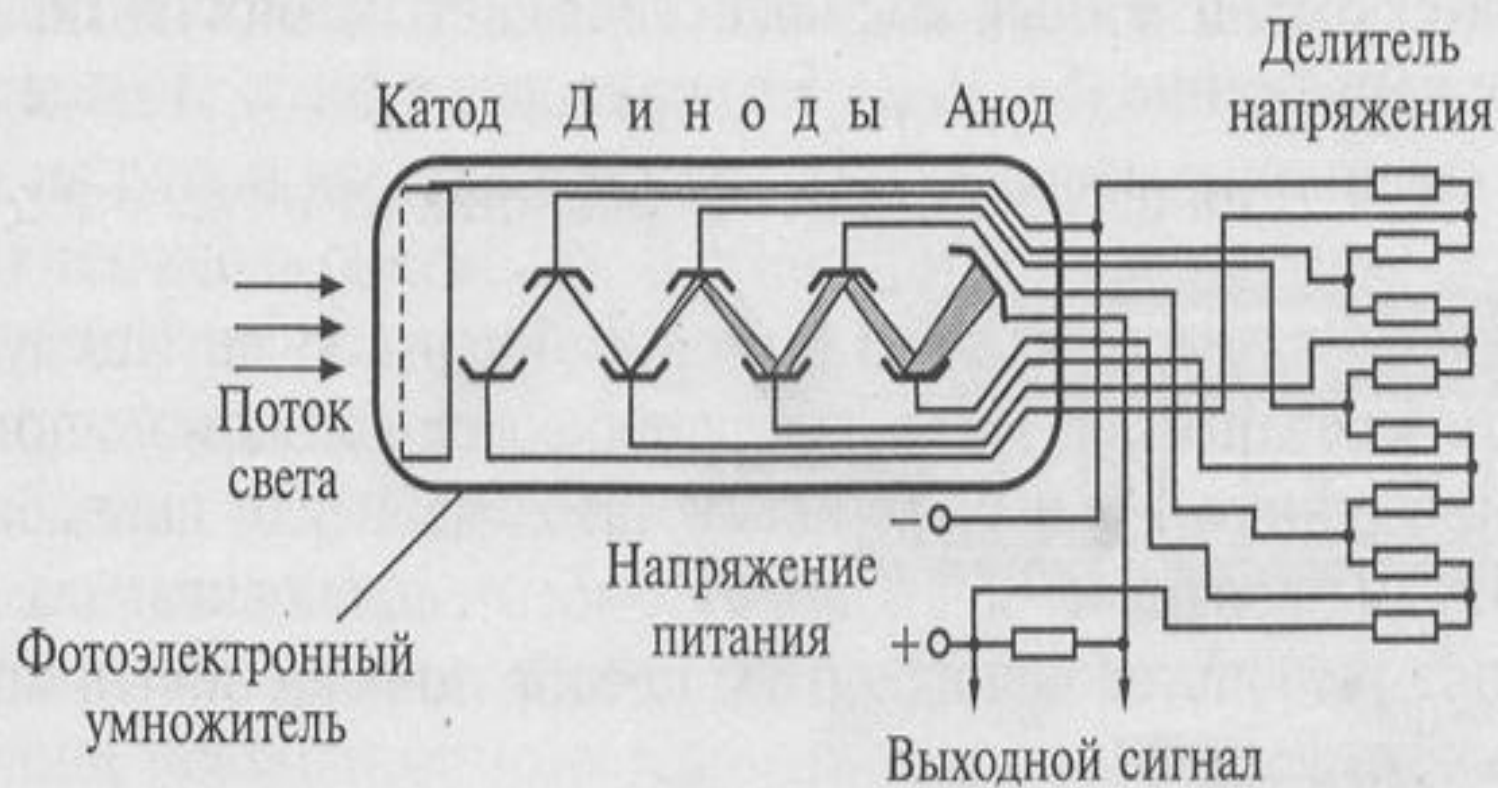 Делитель
напряжения
Катод Диноды Анод
Поток
света
Напряжение
питания
−
+
Фотоэлектронный
умножитель
Выходной сигнал